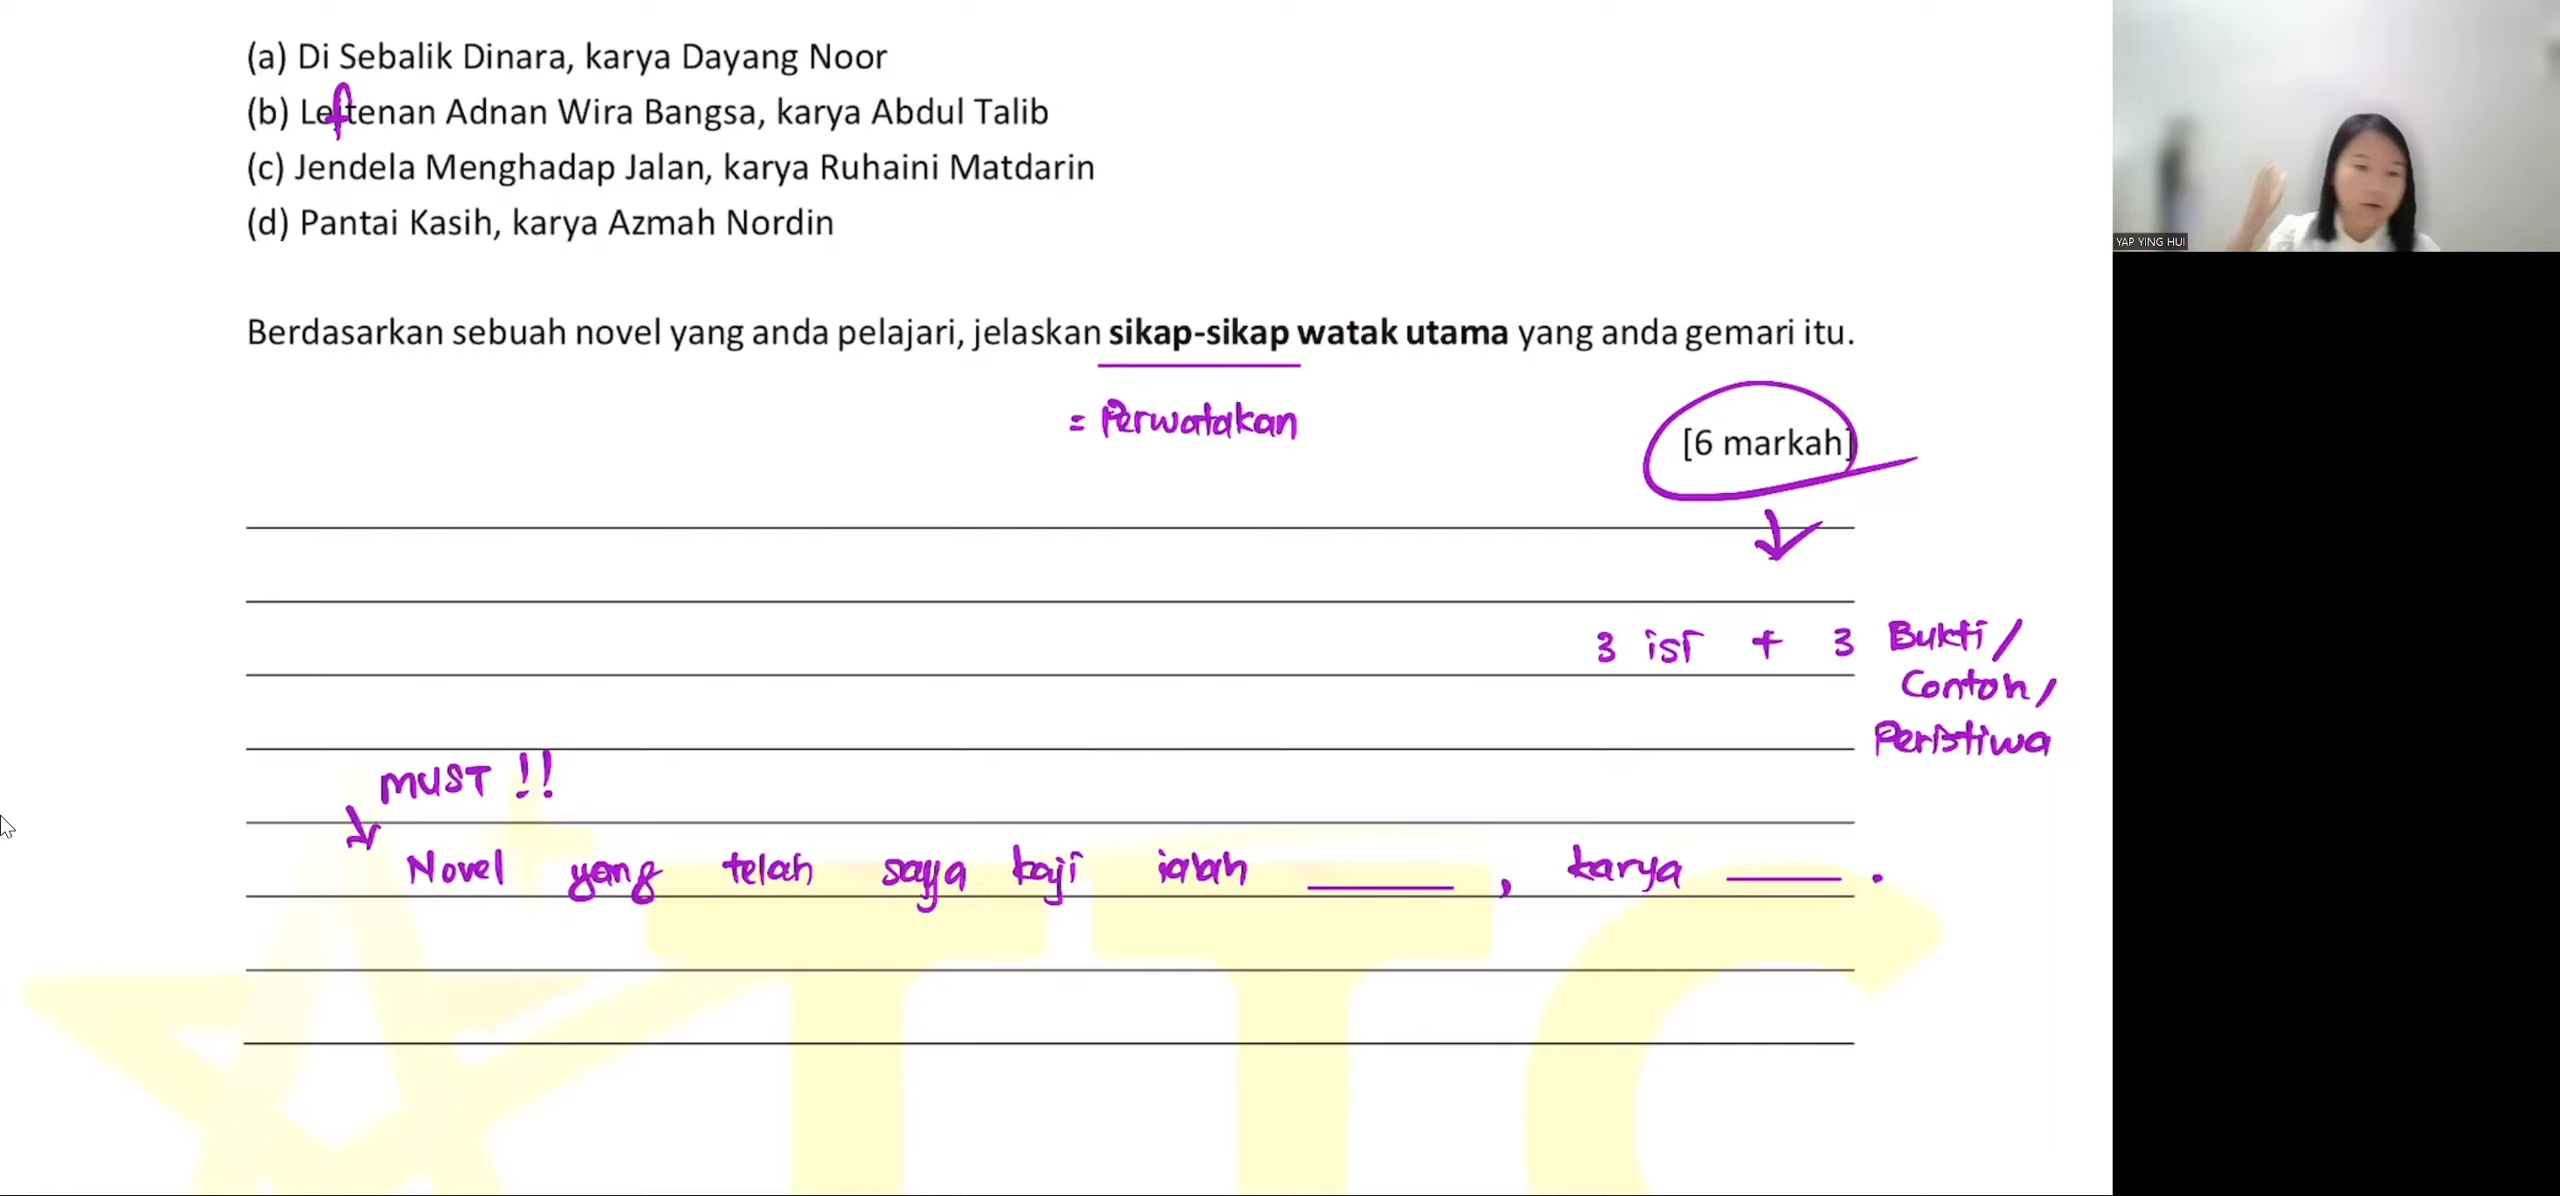 (a) Di Sebalik Dinara, karya Dayang Noor
(b) Leftenan Adnan Wira Bangsa, karya Abdul Talib
(c) Jendela Menghadap Jalan, karya Ruhaini Matdarin
(d) Pantai Kasih, karya Azmah Nordin
YAP YING HUI
Berdasarkan sebuah novel yang anda pelajari, jelaskan sikap-sikap watak utama yang anda gemari itu.
= Perwatakan
[6 markah]
3 isi + 3 Bukti/
Contoh/
Peristiwa
MUST !!
Novel yang telah saya kaji ialah ______, karya ______.
TTC